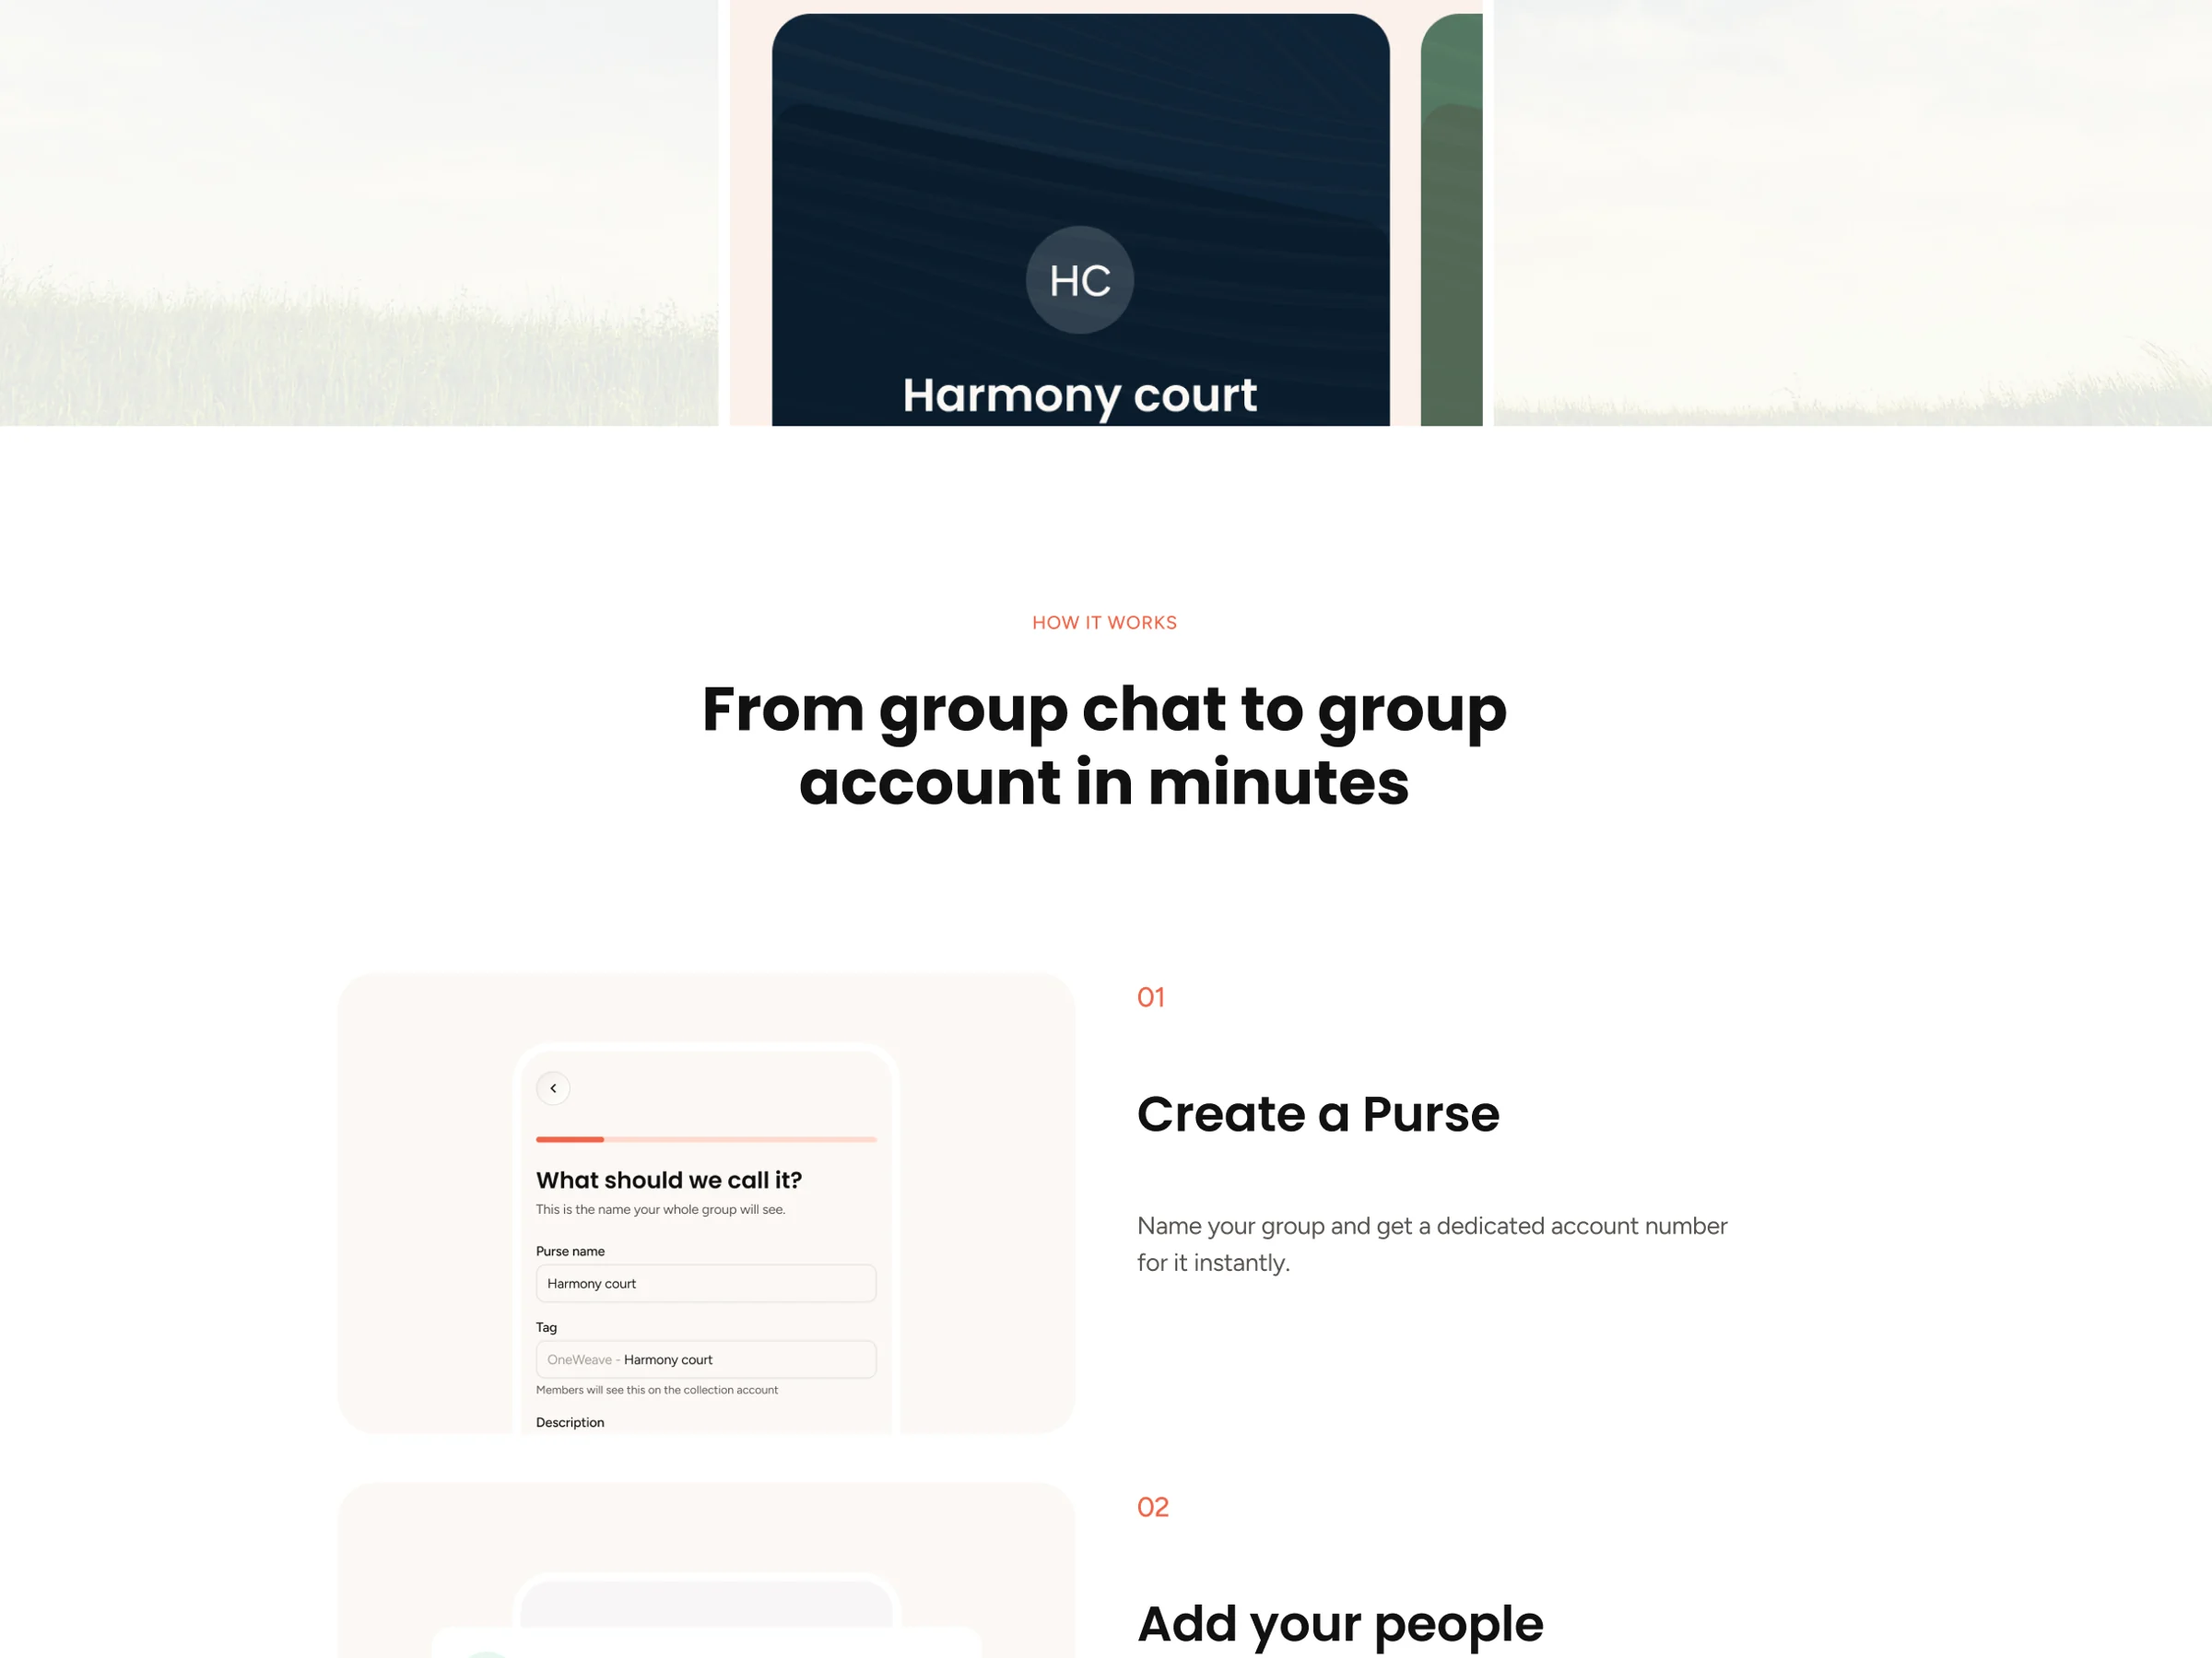 HC
Harmony court
HOW IT WORKS
From group chat to group
account in minutes
01
Create a Purse
Name your group and get a dedicated account number
for it instantly.
What should we call it?
This is the name your whole group will see.
Purse name
Harmony court
Tag
OneWeave - Harmony court
Members will see this on the collection account
Description
02
Add your people